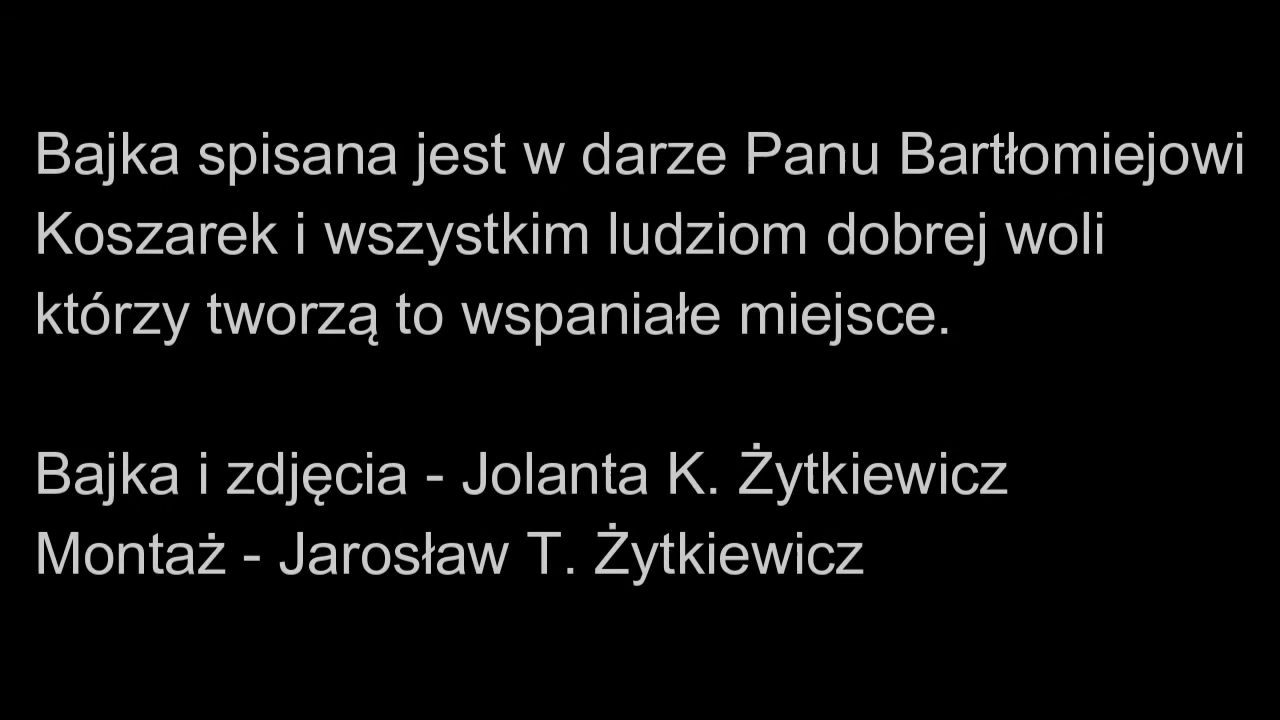 Bajka spisana jest w darze Panu Bartłomiejowi
Koszarek i wszystkim ludziom dobrej woli
którzy tworzą to wspaniałe miejsce.
Bajka i zdjęcia - Jolanta K. Żytkiewicz
Montaż - Jarosław T. Żytkiewicz